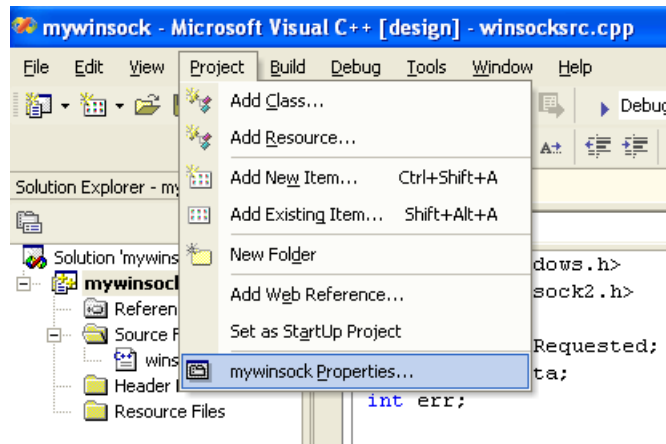 mywinsock - Microsoft Visual C++ [design] - winsocksrc.cpp
File Edit View Project Build Debug Tools Window Help
Debug
Add Class...
Add Resource...
Add New Item... Ctrl+Shift+A
Add Existing Item... Shift+Alt+A
New Folder
Add Web Reference...
Set as StartUp Project
mywinsock Properties...
Solution Explorer - my
Solution 'mywins
mywinsocl
Referen
Source F
wins
Header
Resource Files
dows.h>
sock2.h>
Requested;
ta;
int err;